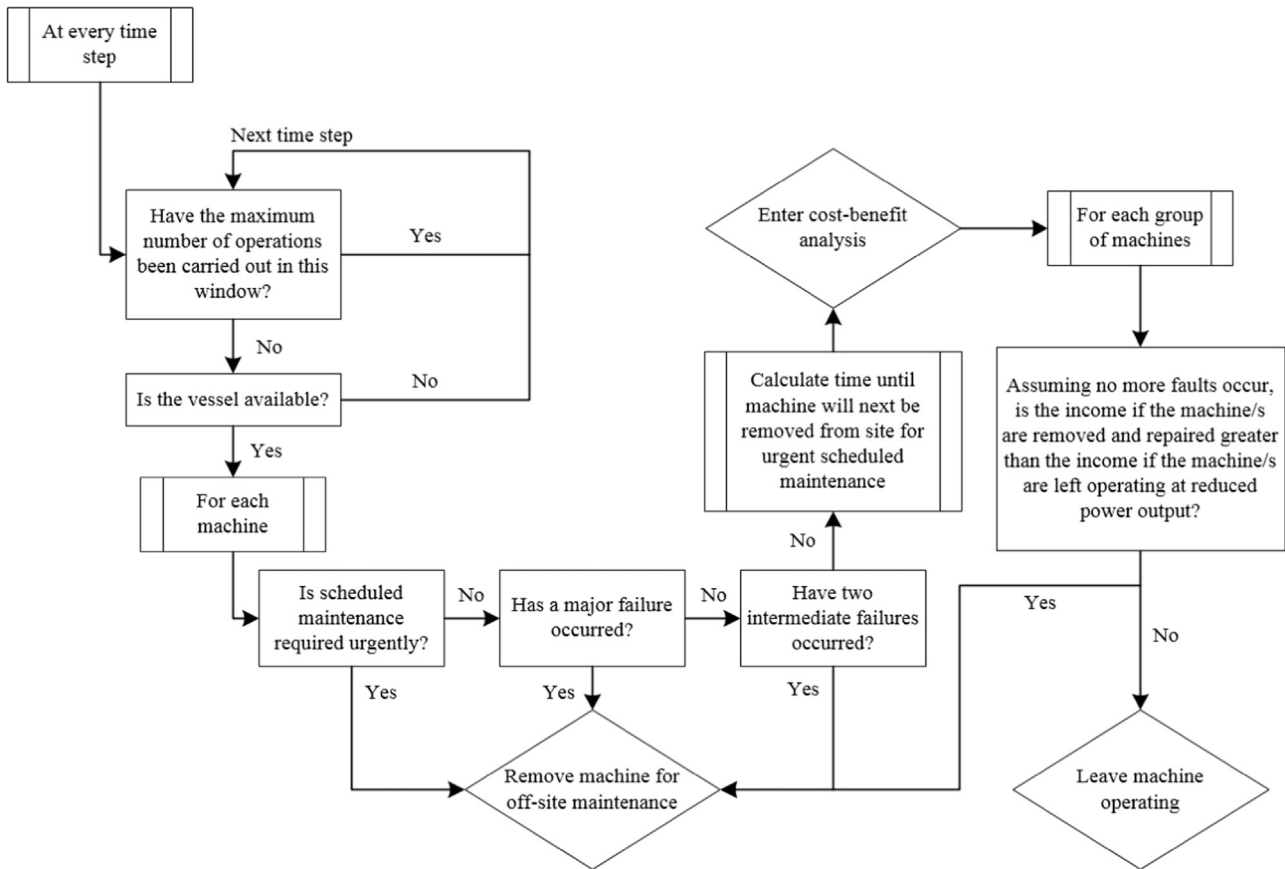 At every time
step
Next time step
Have the maximum
number of operations
been carried out in this
window?
Yes
No
Is the vessel available?
No
Yes
For each
machine
Is scheduled
maintenance
required urgently?
No
Yes
Has a major failure
occurred?
No
Yes
Have two
intermediate failures
occurred?
No
Yes
Remove machine for
off-site maintenance
Calculate time until
machine will next be
removed from site for
urgent scheduled
maintenance
Enter cost-benefit
analysis
For each group
of machines
Assuming no more faults occur,
is the income if the machine/s
are removed and repaired greater
than the income if the machine/s
are left operating at reduced
power output?
Yes
No
Leave machine
operating